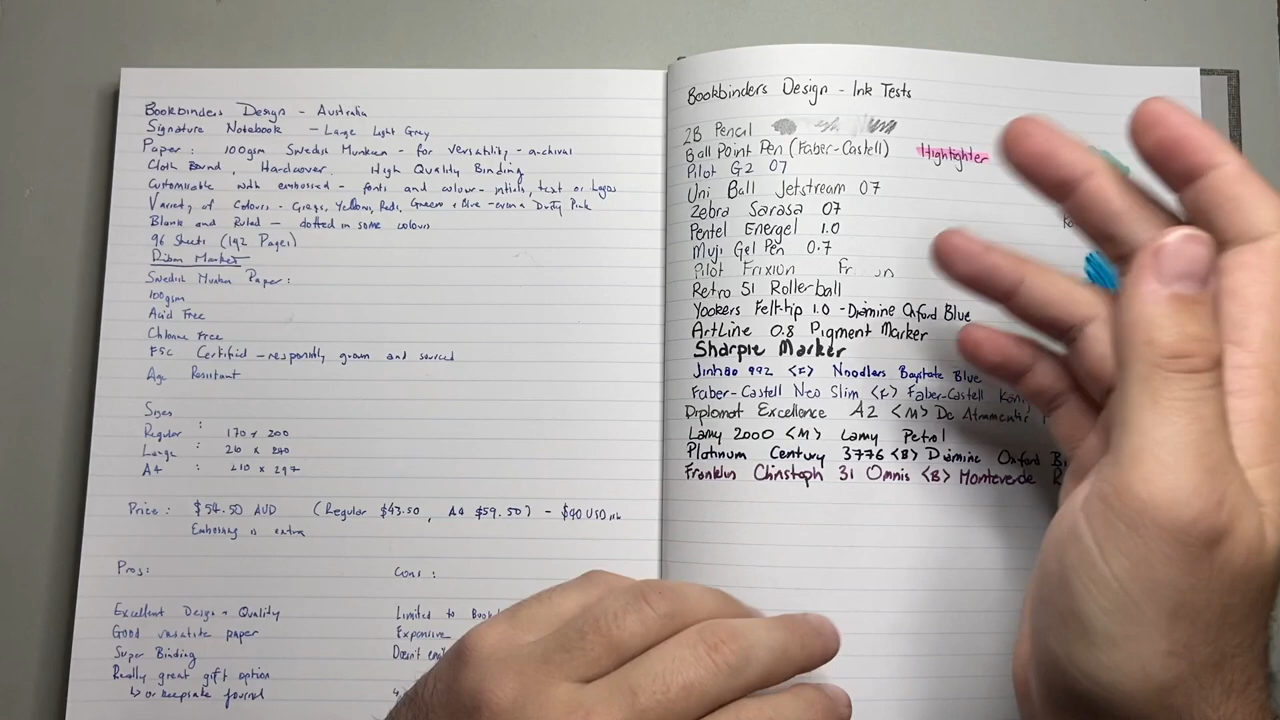 Bookbinders Design - Australia
Signature Notebook - Large Light Grey
Paper: 100gsm Swedish Munken - for versatility - archival
Cloth Bound, Hardcover. High Quality Binding
Customisable with embossed - fonts and colour - initials, text or logos
Variety of Colours - Greys, Yellows, Reds, Greens + Blue - even a Dusty Pink
Blank and Ruled - dotted in some colours
96 Sheets (192 Pages)
Ribon Marker
Swedish Munken Paper:
100gsm
Acid Free
Chlorine Free
FSC Certified - responsibly grown and sourced
Age Resistant
Sizes
Regular : 170 x 200
Large : 210 x 240
A4 : 210 x 297
Price: $54.50 AUD (Regular $43.50, A4 $59.50) - $40 USD
Embossing is extra
Pros: Cons:
Excellent Design + Quality Limited to
Good versatile paper Expensive
Super Binding Doesn't
Really great gift option
↳ or keepsake journal
Bookbinders Design - Ink Tests
2B Pencil
Ball Point Pen (Faber-Castell) Highlighter
Pilot G2 07
Uni Ball Jetstream 07
Zebra Sarasa 07
Pentel Energel 1.0
Muji Gel Pen 0.7
Pilot Frixion
Retro 51 Rollerball
Yookers Felt-tip 1.0 - Diamine Oxford Blue
ArtLine 0.8 Pigment Marker
Sharpie Marker
Jinhao 992 <F> Noodlers Baystate Blue
Faber-Castell Neo Slim <F> Faber-Castell
Diplomat Excellence A2 <M> De Atramentis
Lamy 2000 <M> Lamy Petrol
Platinum Century 3776 <B> Diamine Oxford
Franklin Christoph 31 Omnis <B> Monteverde